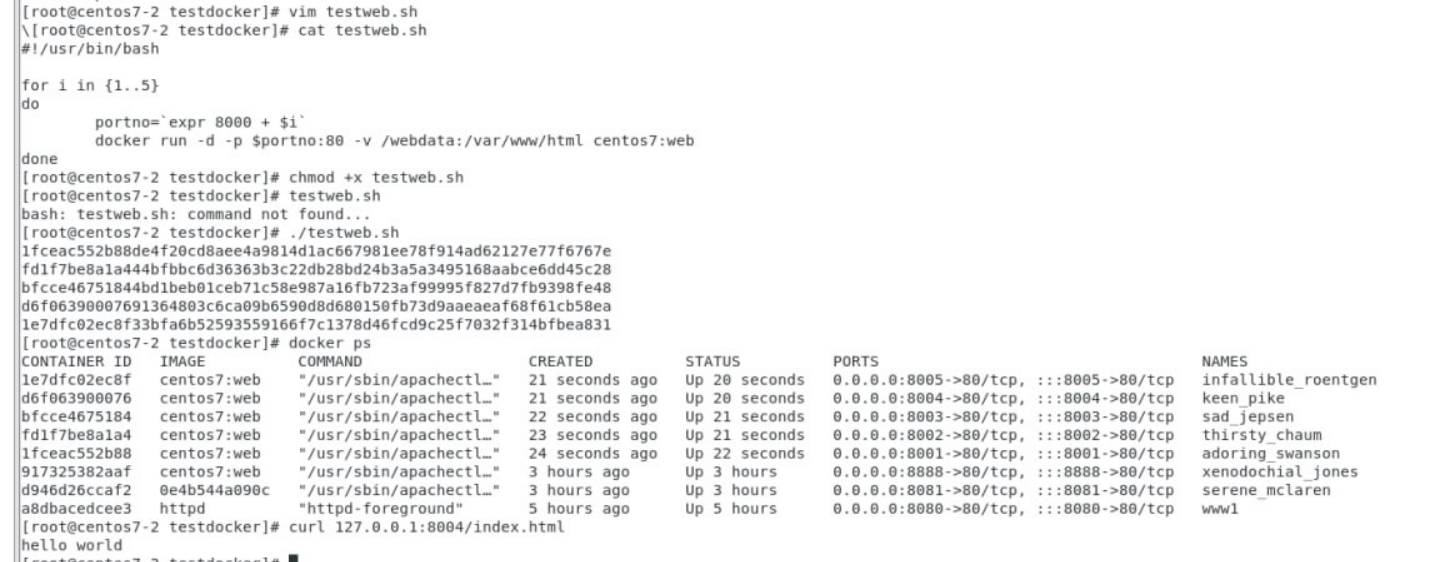 [root@centos7-2 testdocker]# vim testweb.sh
\[root@centos7-2 testdocker]# cat testweb.sh
#!/usr/bin/bash
for i in {1..5}
do
portno=`expr 8000 + $i`
docker run -d -p $portno:80 -v /webdata:/var/www/html centos7:web
done
[root@centos7-2 testdocker]# chmod +x testweb.sh
[root@centos7-2 testdocker]# testweb.sh
bash: testweb.sh: command not found...
[root@centos7-2 testdocker]# ./testweb.sh
1fceac552b88de4f20cd8aee4a9814d1ac667981ee78f914ad62127e77f6767e
fd1f7be8a1a444bfbbc6d36363b3c22db28bd24b3a5a3495168aabce6dd45c28
bfcce46751844bd1beb01ceb71c58e987a16fb723af99995f827d7fb9398fe48
d6f06390007691364803c6ca09b6590d8d680150fb73d9aaeaeaf68f61cb58ea
1e7dfc02ec8f33bfa6b52593559166f7c1378d46fcd9c25f7032f314bfbea831
[root@centos7-2 testdocker]# docker ps
CONTAINER ID IMAGE COMMAND CREATED STATUS PORTS NAMES
1e7dfc02ec8f centos7:web "/usr/sbin/apachectl…" 21 seconds ago Up 20 seconds 0.0.0.0:8005->80/tcp, :::8005->80/tcp infallible_roentgen
d6f063900076 centos7:web "/usr/sbin/apachectl…" 21 seconds ago Up 20 seconds 0.0.0.0:8004->80/tcp, :::8004->80/tcp keen_pike
bfcce4675184 centos7:web "/usr/sbin/apachectl…" 22 seconds ago Up 21 seconds 0.0.0.0:8003->80/tcp, :::8003->80/tcp sad_jepsen
fd1f7be8a1a4 centos7:web "/usr/sbin/apachectl…" 23 seconds ago Up 21 seconds 0.0.0.0:8002->80/tcp, :::8002->80/tcp thirsty_chaum
1fceac552b88 centos7:web "/usr/sbin/apachectl…" 24 seconds ago Up 22 seconds 0.0.0.0:8001->80/tcp, :::8001->80/tcp adoring_swanson
917325382aaf centos7:web "/usr/sbin/apachectl…" 3 hours ago Up 3 hours 0.0.0.0:8888->80/tcp, :::8888->80/tcp xenodochial_jones
d946d26ccaf2 0e4b544a090c "/usr/sbin/apachectl…" 3 hours ago Up 3 hours 0.0.0.0:8081->80/tcp, :::8081->80/tcp serene_mclaren
a8dbacedcee3 httpd "httpd-foreground" 5 hours ago Up 5 hours 0.0.0.0:8080->80/tcp, :::8080->80/tcp www1
[root@centos7-2 testdocker]# curl 127.0.0.1:8004/index.html
hello world
[root@centos7-2 testdocker]#